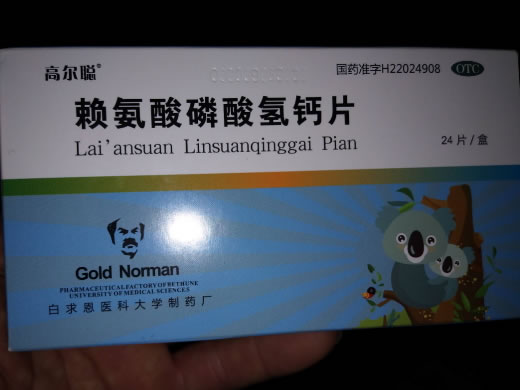 高尔聪®
国药准字H22024908
OTC
赖氨酸磷酸氢钙片
Lai'ansuan Linsuanqinggai Pian
24 片 / 盒
Gold Norman
PHARMACEUTICAL FACTORY OF BETHUNE
UNIVERSITY OF MEDICAL SCIENCES
白求恩医科大学制药厂